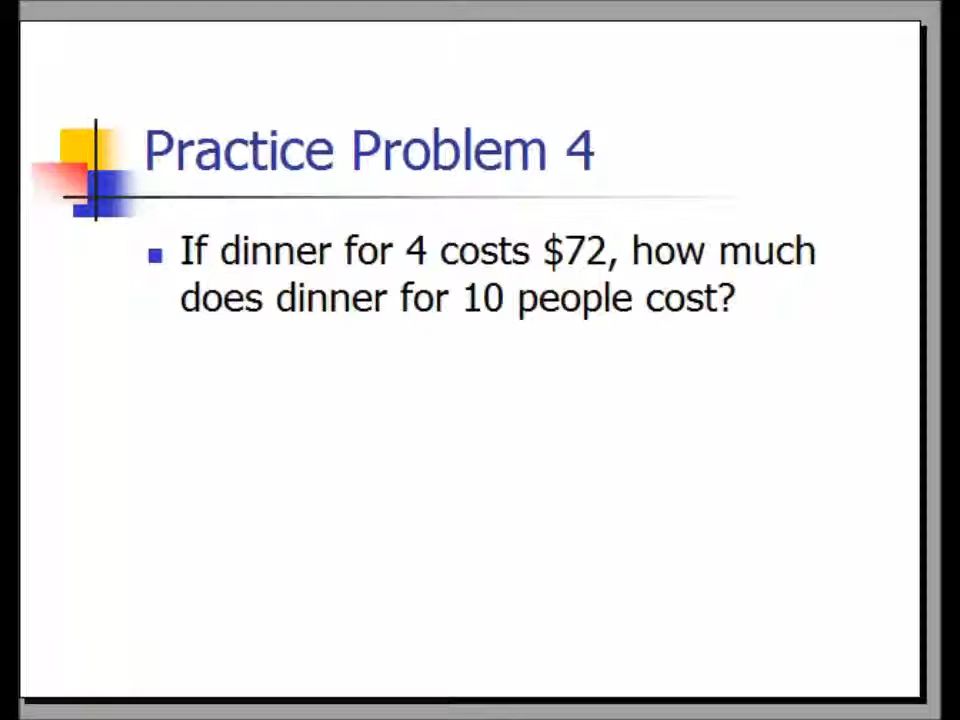 Practice Problem 4
If dinner for 4 costs $72, how much
does dinner for 10 people cost?